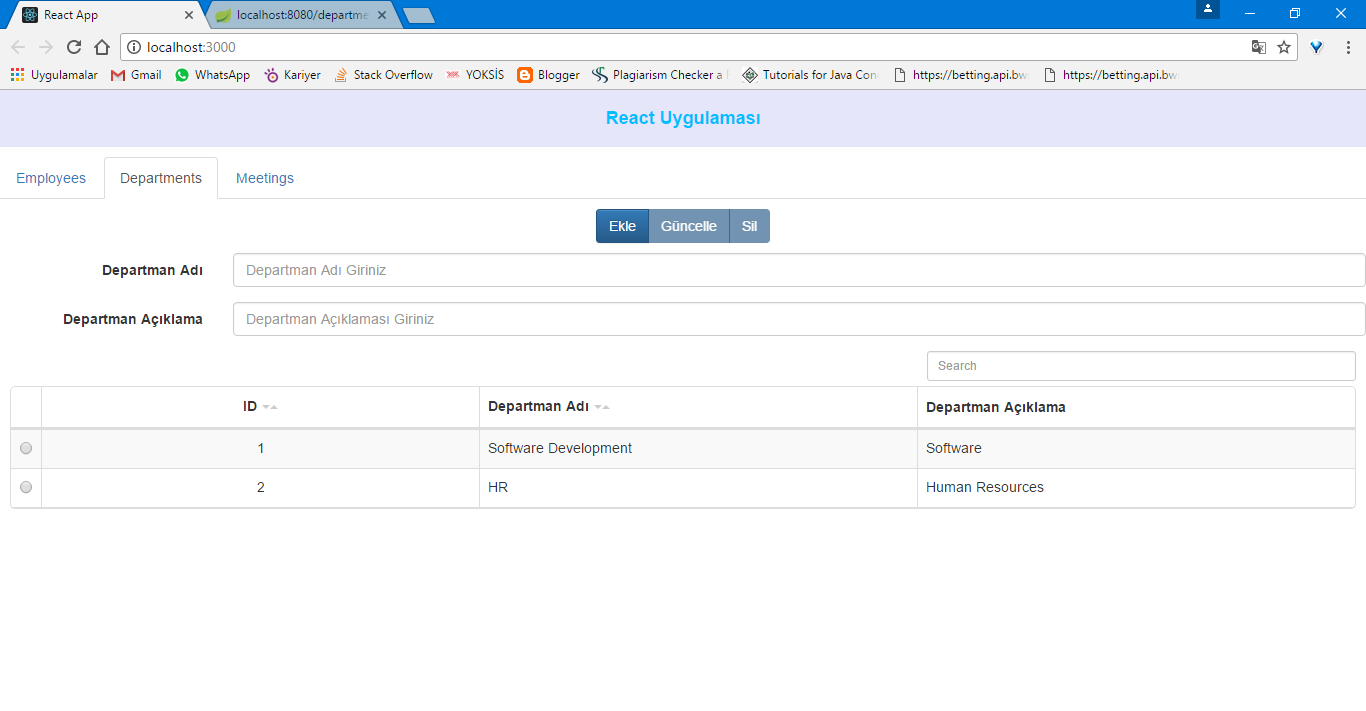 React App
localhost:8080/departme
localhost:3000
Uygulamalar Gmail WhatsApp Kariyer Stack Overflow YOKSİS Blogger Plagiarism Checker a Tutorials for Java Con https://betting.api.bw https://betting.api.bw
React Uygulaması
Employees Departments Meetings
Ekle Güncelle Sil
Departman Adı Departman Adı Giriniz
Departman Açıklama Departman Açıklaması Giriniz
Search
ID Departman Adı Departman Açıklama
1 Software Development Software
2 HR Human Resources